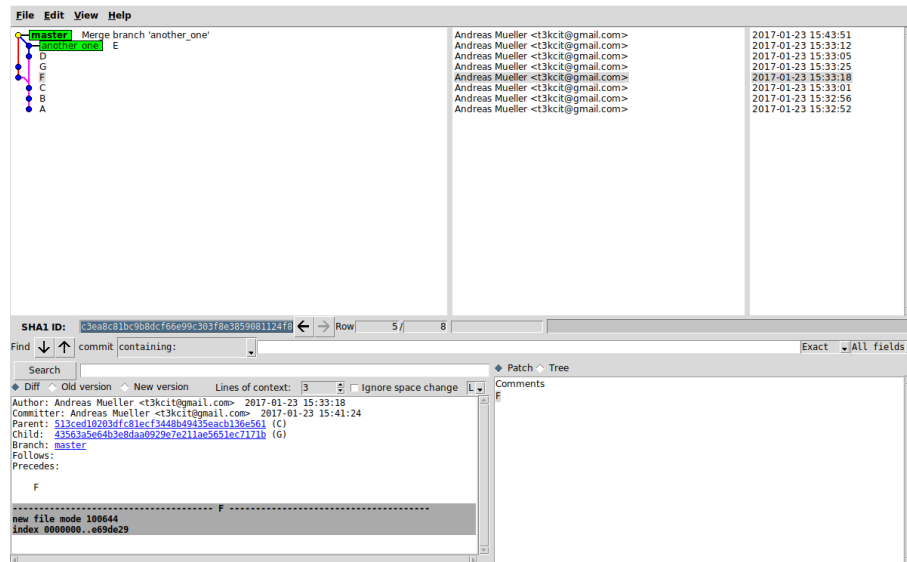 File Edit View Help
master Merge branch 'another_one' Andreas Mueller <t3kcit@gmail.com> 2017-01-23 15:43:51
another_one E Andreas Mueller <t3kcit@gmail.com> 2017-01-23 15:33:12
D Andreas Mueller <t3kcit@gmail.com> 2017-01-23 15:33:05
G Andreas Mueller <t3kcit@gmail.com> 2017-01-23 15:33:25
F Andreas Mueller <t3kcit@gmail.com> 2017-01-23 15:33:18
C Andreas Mueller <t3kcit@gmail.com> 2017-01-23 15:33:01
B Andreas Mueller <t3kcit@gmail.com> 2017-01-23 15:32:56
A Andreas Mueller <t3kcit@gmail.com> 2017-01-23 15:32:52
SHA1 ID: c3ea8c81bc9b8dcf66e99c303f8e3859081124f8 Row 5 / 8
Find commit containing: Exact All fields
Search
Diff Old version New version Lines of context: 3 Ignore space change L
Author: Andreas Mueller <t3kcit@gmail.com> 2017-01-23 15:33:18
Committer: Andreas Mueller <t3kcit@gmail.com> 2017-01-23 15:41:24
Parent: 513ced10203dfc81ecf3448b49435eacb136e561 (C)
Child: 43563a5e64b3e8daa0929e7e211ae5651ec7171b (G)
Branch: master
Follows:
Precedes:
F
--------------------------------- F ---------------------------------
new file mode 100644
index 0000000..e69de29
Patch Tree
Comments
F